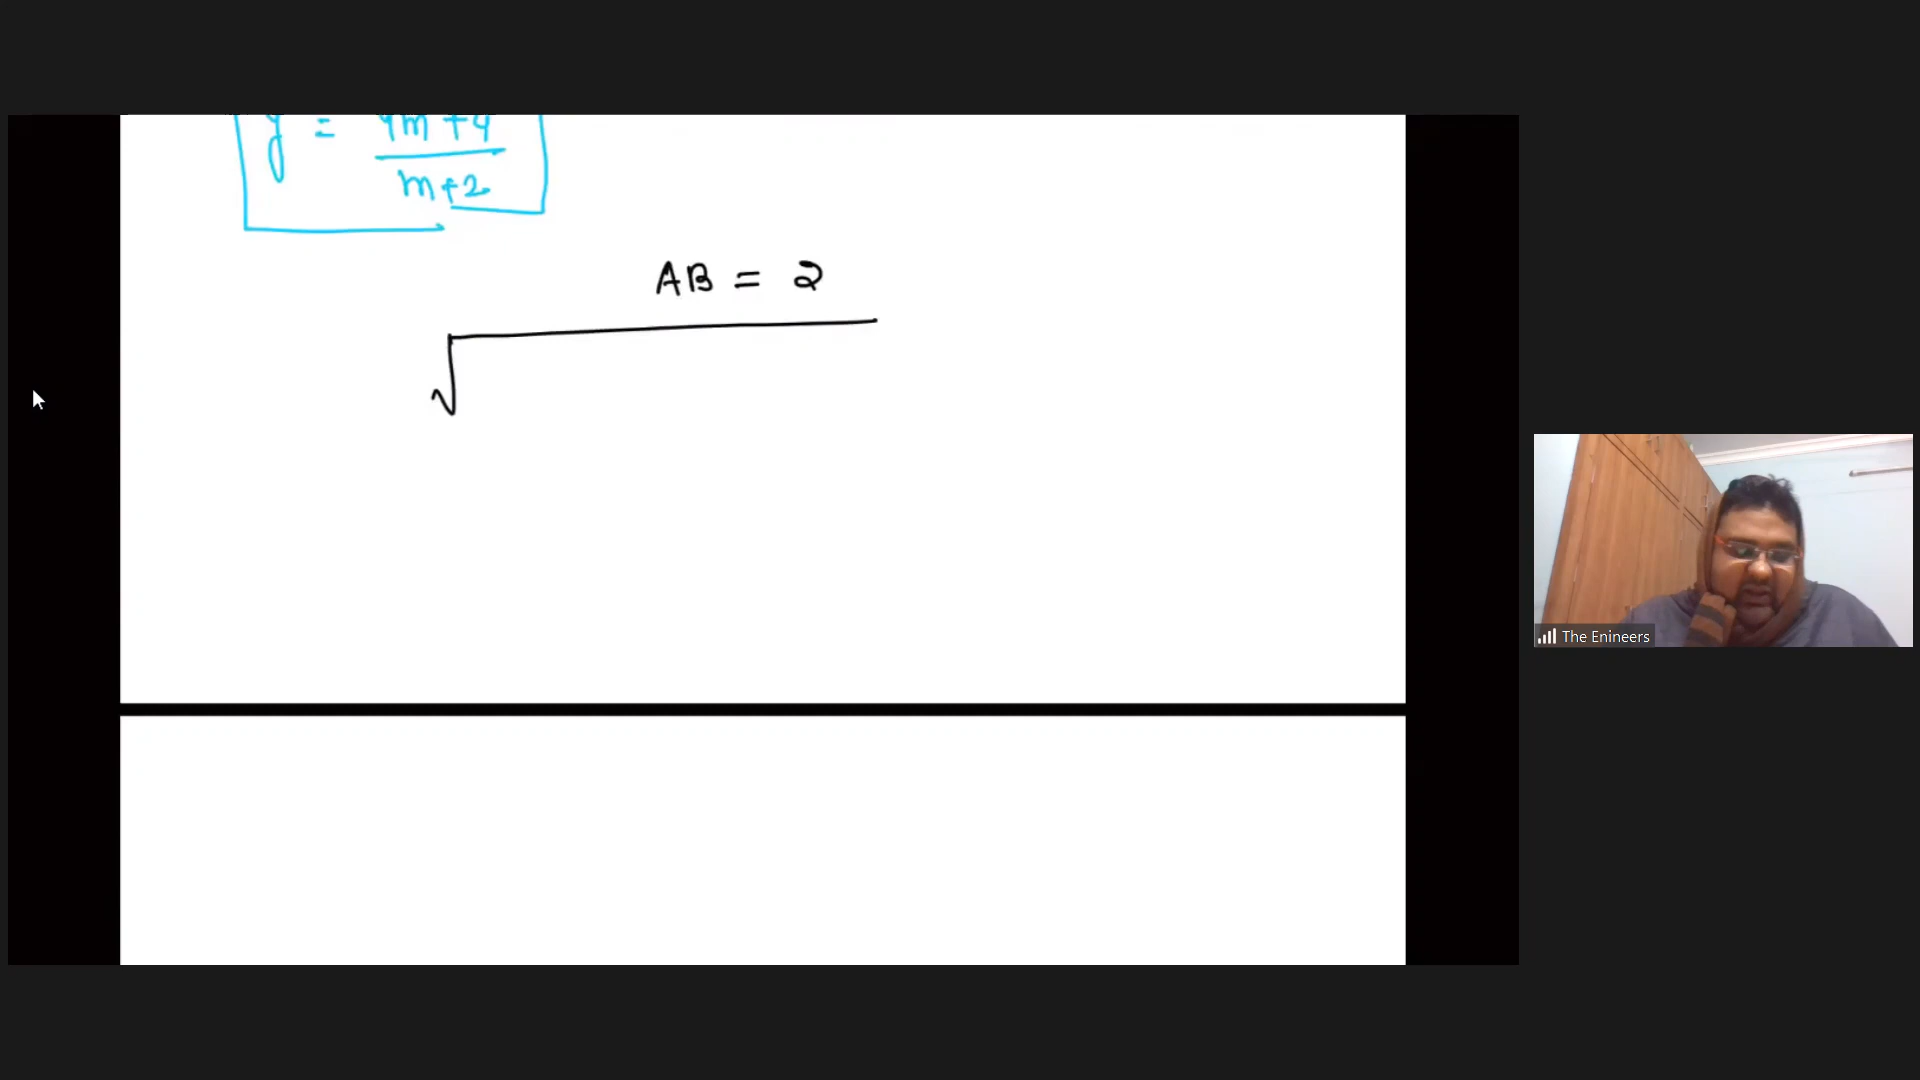 y = 4m+4
m+2
AB = 2
√
The Enineers